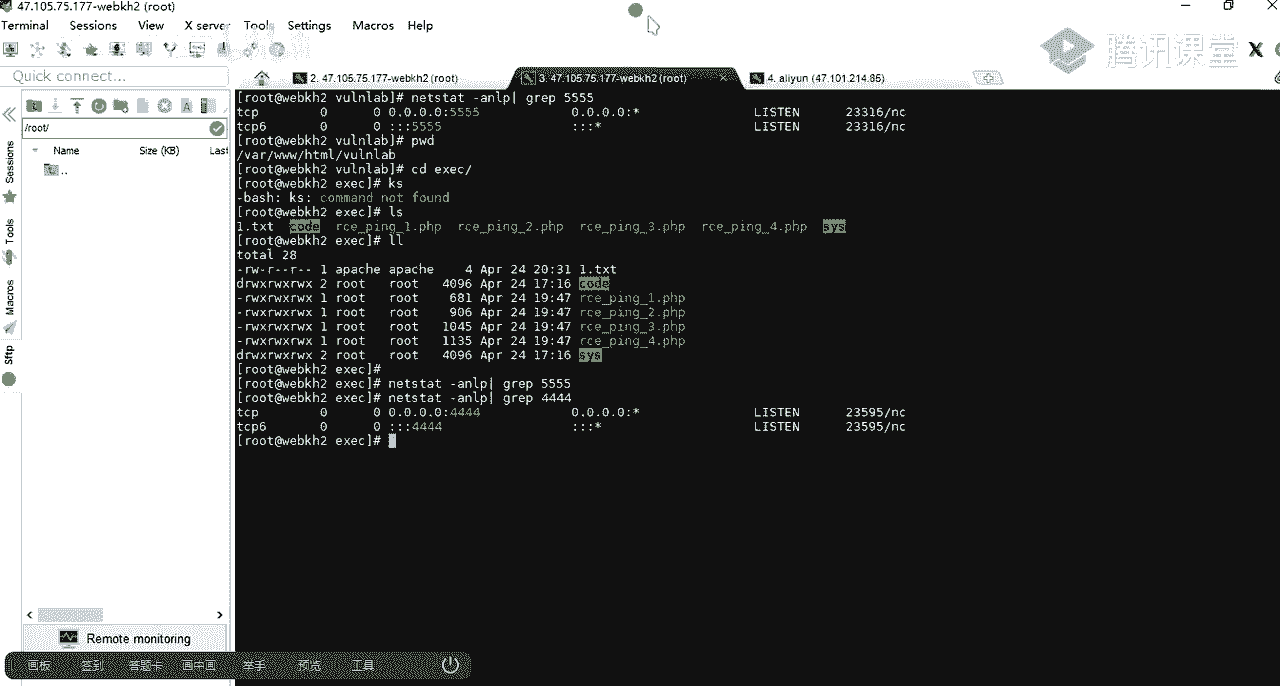 47.105.75.177-webkh2 (root)
Terminal Sessions View X server Tools Settings Macros Help
腾讯课堂
Quick connect...
2. 47.105.75.177-webkh2 (root)
3. 47.105.75.177-webkh2 (root)
4. aliyun (47.101.214.85)
/root/
Name Size (KB) Last
..
Sessions
Tools
Macros
Sftp
[root@webkh2 vulnlab]# netstat -anlp| grep 5555
tcp 0 0 0.0.0.0:5555 0.0.0.0:* LISTEN 23316/nc
tcp6 0 0 :::5555 :::* LISTEN 23316/nc
[root@webkh2 vulnlab]# pwd
/var/www/html/vulnlab
[root@webkh2 vulnlab]# cd exec/
[root@webkh2 exec]# ks
-bash: ks: command not found
[root@webkh2 exec]# ls
1.txt code rce_ping_1.php rce_ping_2.php rce_ping_3.php rce_ping_4.php sys
[root@webkh2 exec]# ll
total 28
-rw-r--r-- 1 apache apache 4 Apr 24 20:31 1.txt
drwxrwxrwx 2 root root 4096 Apr 24 17:16 code
-rwxrwxrwx 1 root root 681 Apr 24 19:47 rce_ping_1.php
-rwxrwxrwx 1 root root 906 Apr 24 19:47 rce_ping_2.php
-rwxrwxrwx 1 root root 1045 Apr 24 19:47 rce_ping_3.php
-rwxrwxrwx 1 root root 1135 Apr 24 19:47 rce_ping_4.php
drwxrwxrwx 2 root root 4096 Apr 24 17:16 sys
[root@webkh2 exec]#
[root@webkh2 exec]# netstat -anlp| grep 5555
[root@webkh2 exec]# netstat -anlp| grep 4444
tcp 0 0 0.0.0.0:4444 0.0.0.0:* LISTEN 23595/nc
tcp6 0 0 :::4444 :::* LISTEN 23595/nc
[root@webkh2 exec]#
Remote monitoring
画板 签到 答题卡 画中画 举手 预览 工具